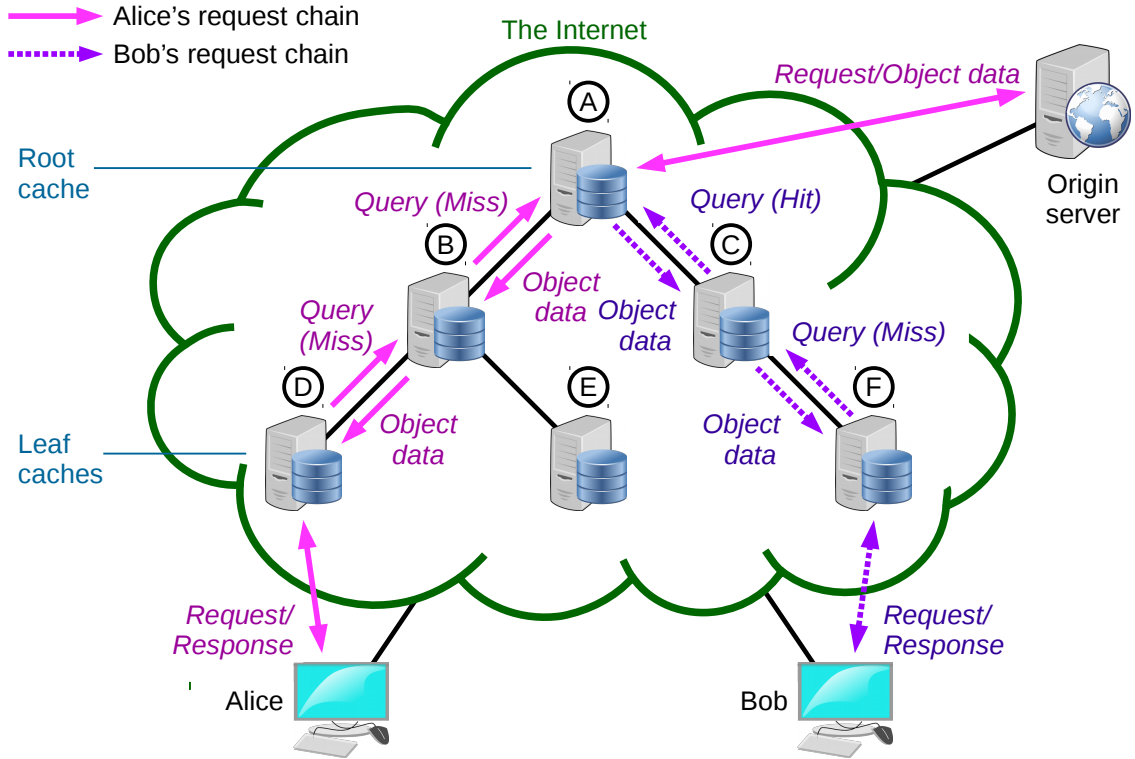 Alice's request chain
Bob's request chain
The Internet
Request/Object data
A
Root
cache
Origin
server
Query (Miss)
Query (Hit)
B
C
Object
data
Object
data
Query
(Miss)
Query (Miss)
D
E
F
Object
data
Object
data
Leaf
caches
Request/
Response
Request/
Response
Alice
Bob